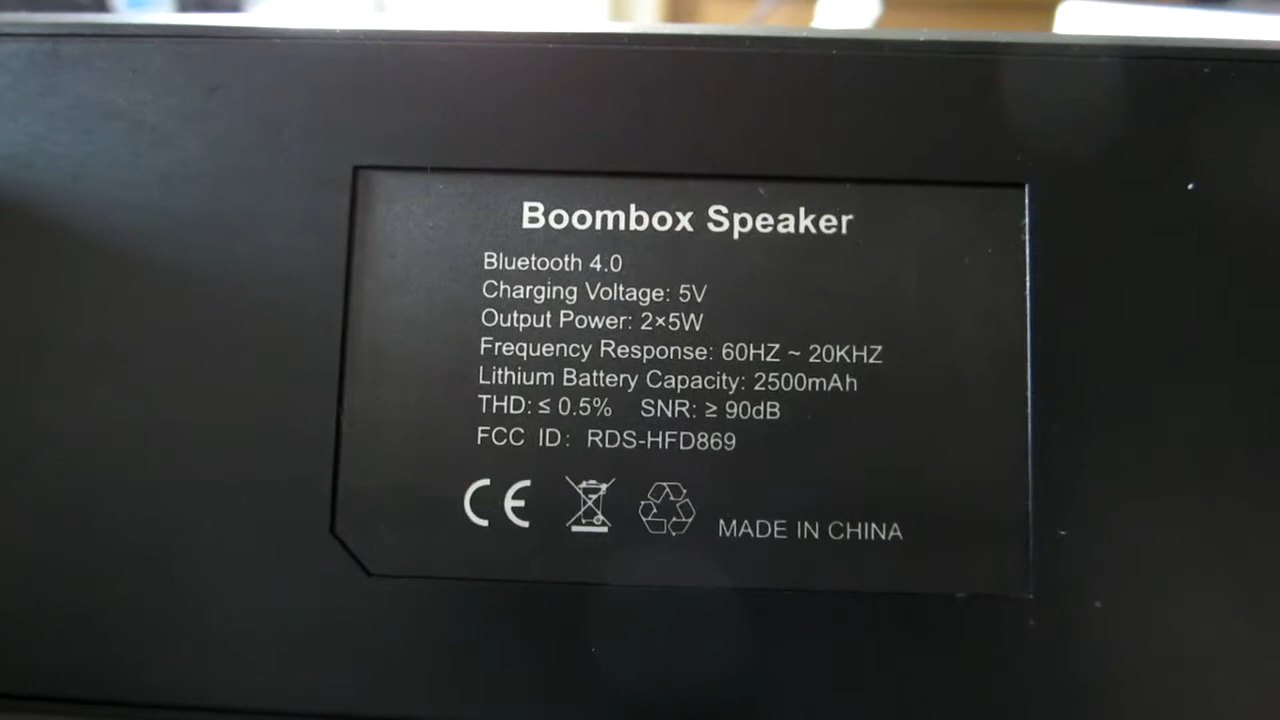 Boombox Speaker
Bluetooth 4.0
Charging Voltage: 5V
Output Power: 2×5W
Frequency Response: 60HZ ~ 20KHZ
Lithium Battery Capacity: 2500mAh
THD: ≤ 0.5% SNR: ≥ 90dB
FCC ID: RDS-HFD869
CE MADE IN CHINA